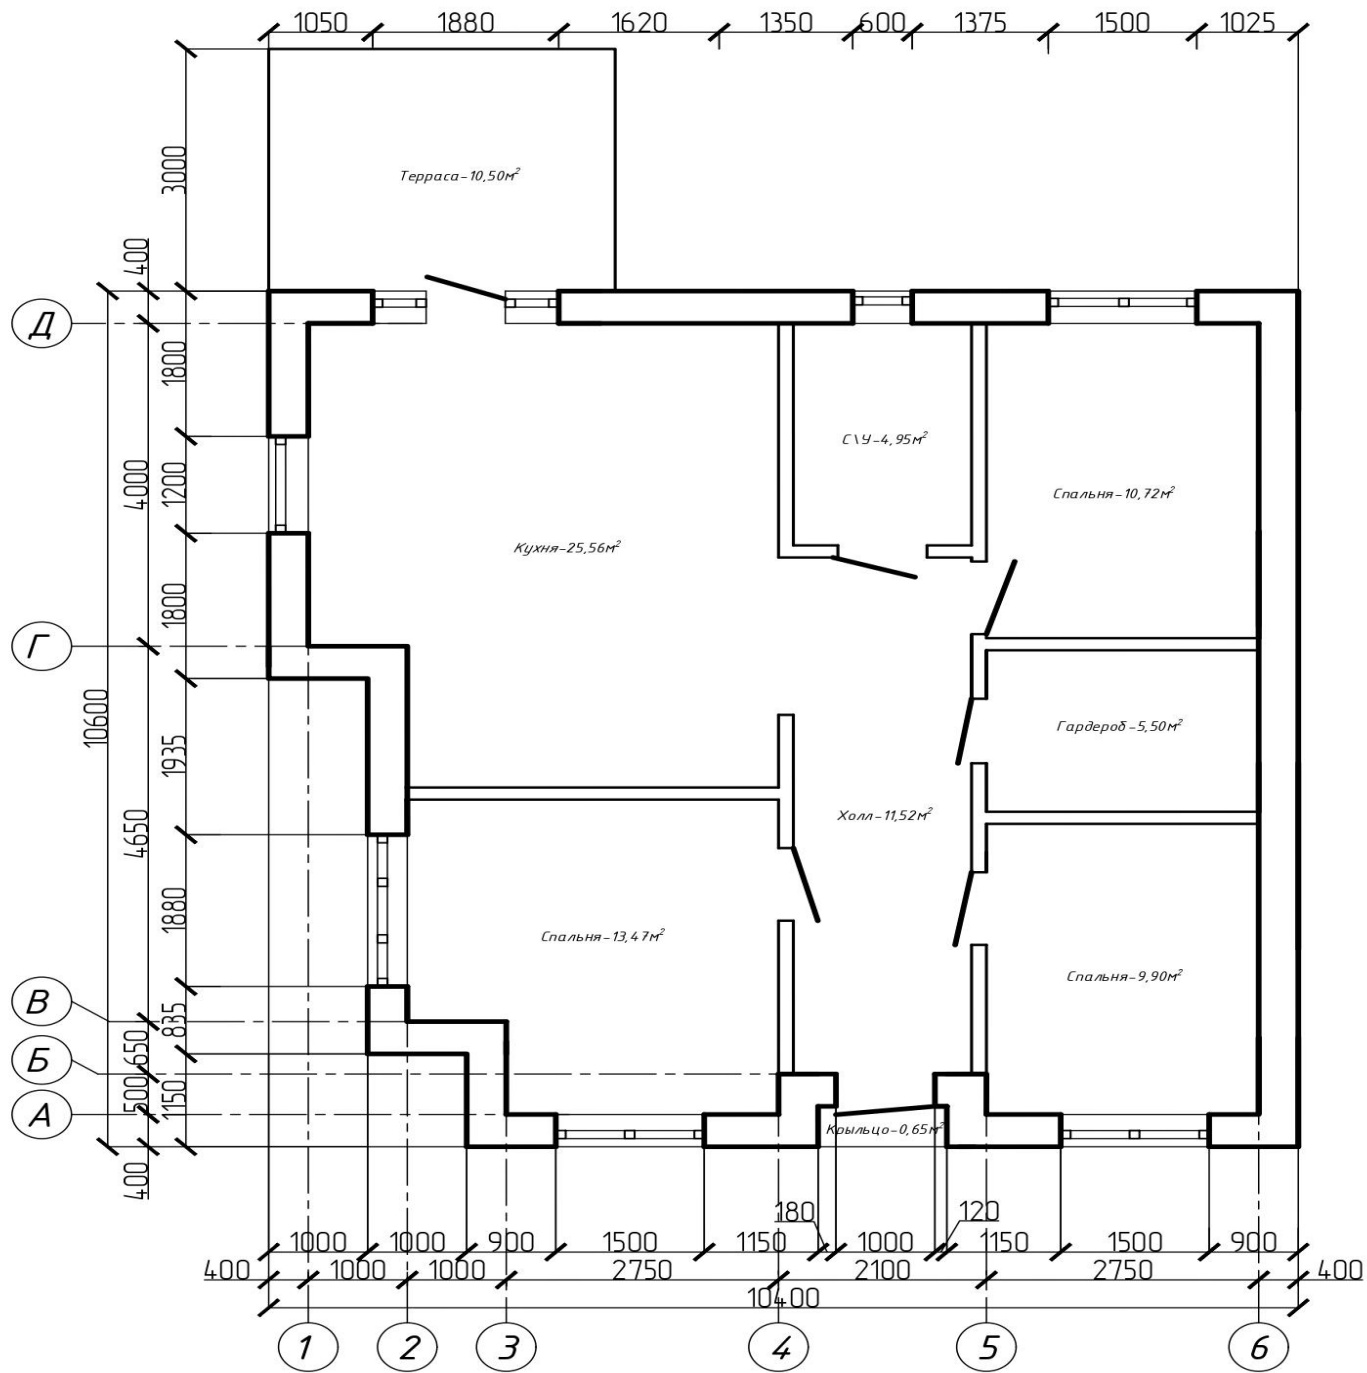 1050 1880 1620 1350 600 1375 1500 1025
3000
Терраса-10,50м²
400
Д
1800
4000
1200
С\У-4,95м²
Спальня-10,72м²
Кухня-25,56м²
1800
Г
10600
1935
Гардероб-5,50м²
4650
Холл-11,52м²
1880
Спальня-13,47м²
Спальня-9,90м²
В
835
650
Б
500
1150
А
Крыльцо-0,65м²
400
180 120
1000 1000 900 1500 1150 1000 1150 1500 900
400 1000 1000 2750 2100 2750 400
10400
1 2 3 4 5 6